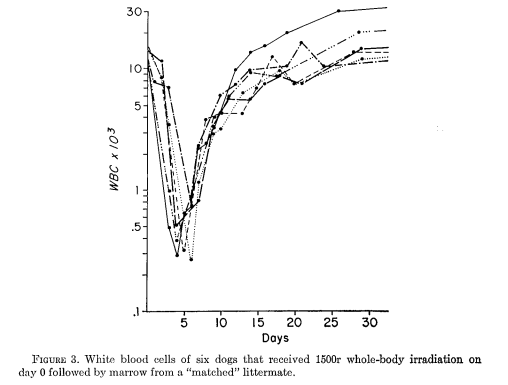 30
10
5
1
.5
.1
WBC x 10³
5 10 15 20 25 30
Days
FIGURE 3. White blood cells of six dogs that received 1500r whole-body irradiation on
day 0 followed by marrow from a "matched" littermate.